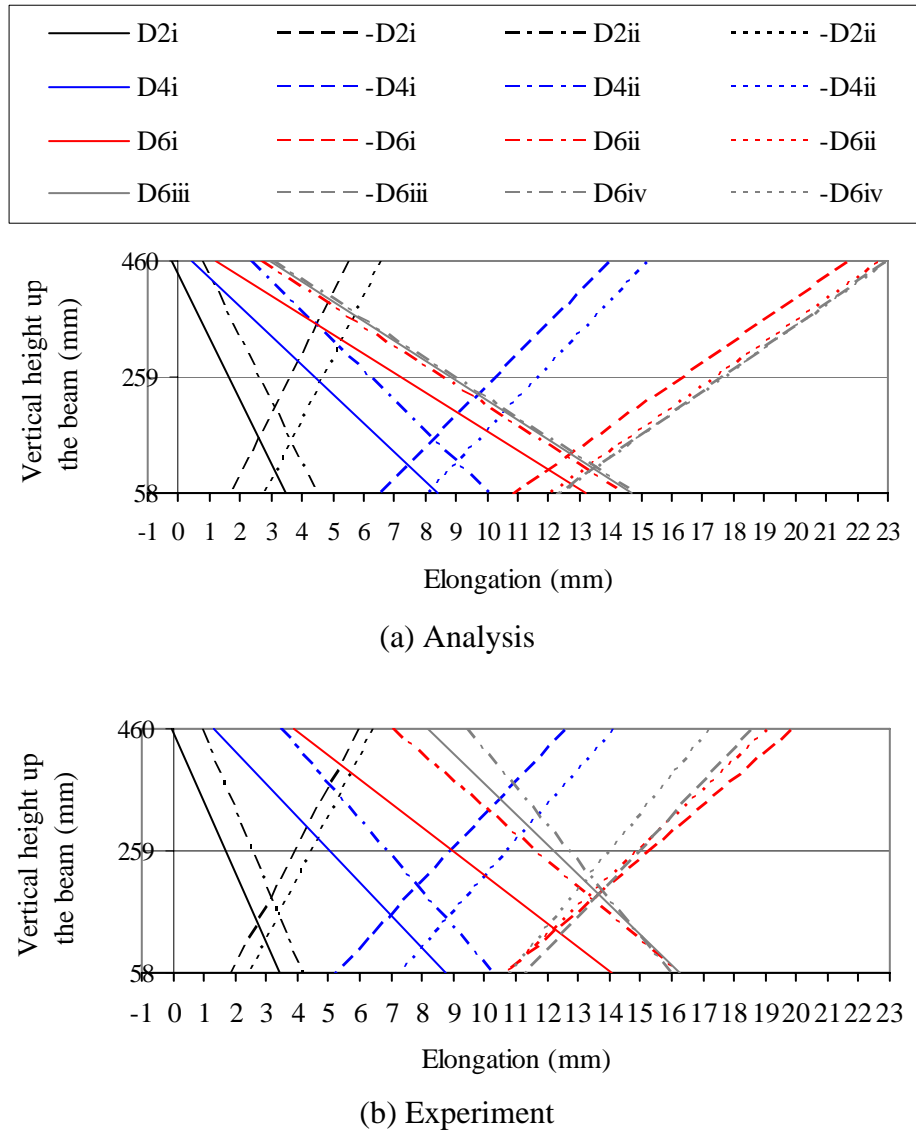 D2i -D2i D2ii -D2ii
D4i -D4i D4ii -D4ii
D6i -D6i D6ii -D6ii
D6iii -D6iii D6iv -D6iv
Vertical height up
the beam (mm)
460
259
58
-1 0 1 2 3 4 5 6 7 8 9 10 11 12 13 14 15 16 17 18 19 20 21 22 23
Elongation (mm)
(a) Analysis
Vertical height up
the beam (mm)
460
259
58
-1 0 1 2 3 4 5 6 7 8 9 10 11 12 13 14 15 16 17 18 19 20 21 22 23
Elongation (mm)
(b) Experiment